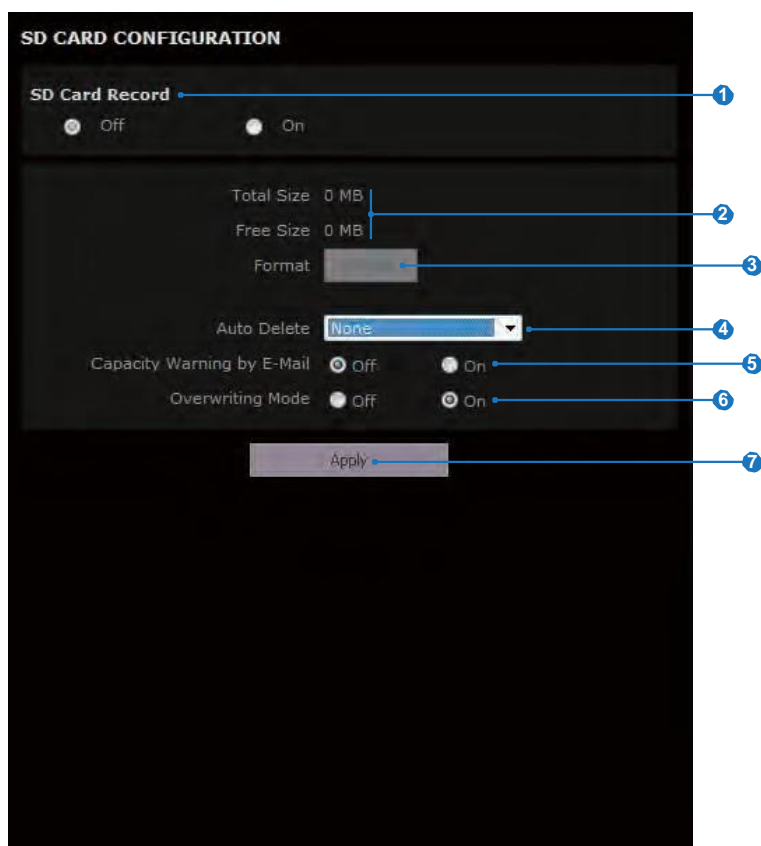 SD CARD CONFIGURATION
SD Card Record 1
Off On
Total Size 0 MB
2
Free Size 0 MB
Format 3
Auto Delete None 4
Capacity Warning by E-Mail Off On 5
Overwriting Mode Off On 6
Apply 7